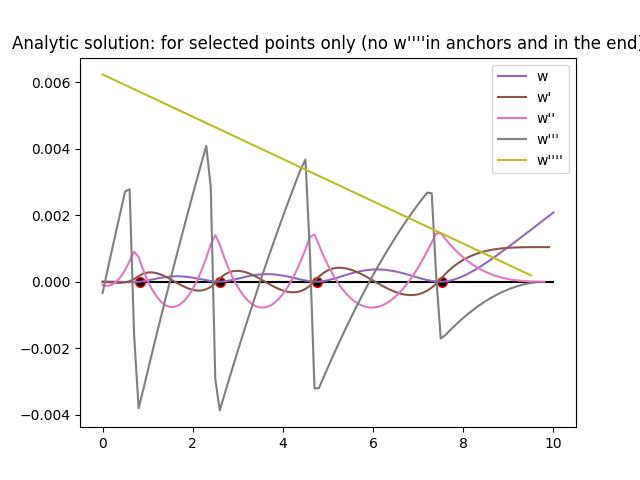 Analytic solution: for selected points only (no w''''in anchors and in the end)
0.006
0.004
0.002
0.000
−0.002
−0.004
0
2
4
6
8
10
w
w'
w''
w'''
w''''